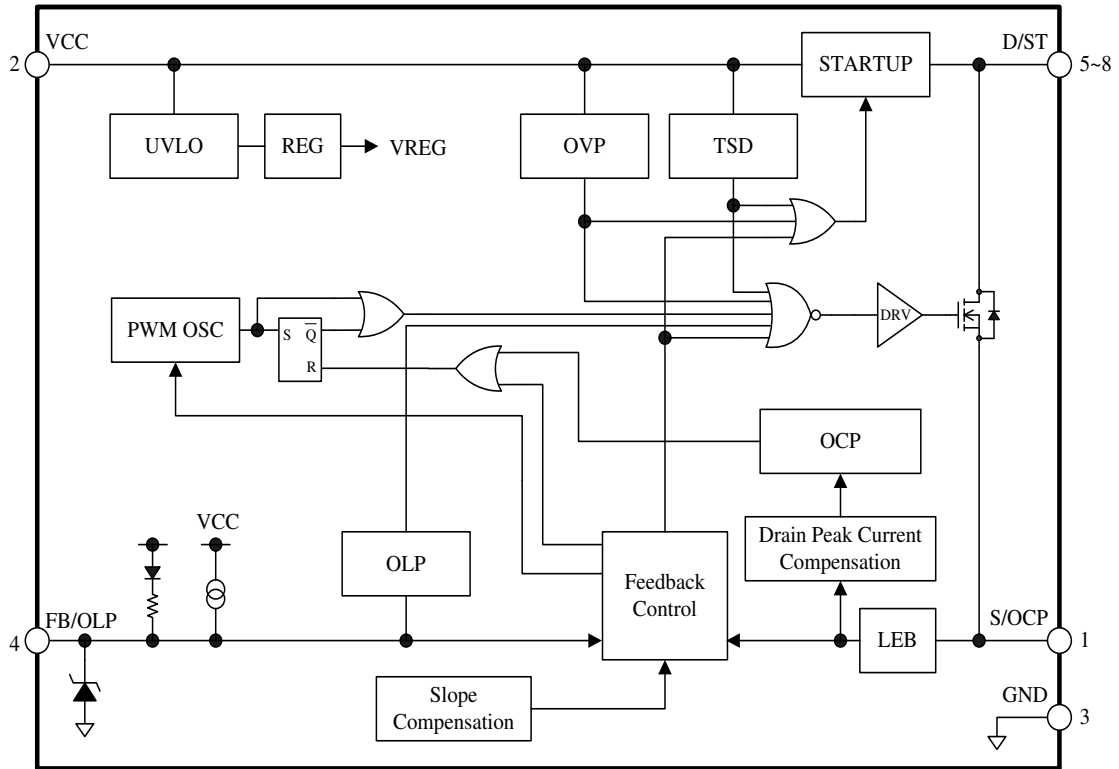 VCC
D/ST
2
5~8
STARTUP
UVLO
REG
VREG
OVP
TSD
PWM OSC
S
Q̅
R
DRV
OCP
VCC
OLP
Feedback
Control
Drain Peak Current
Compensation
FB/OLP
S/OCP
4
LEB
1
Slope
Compensation
GND
3